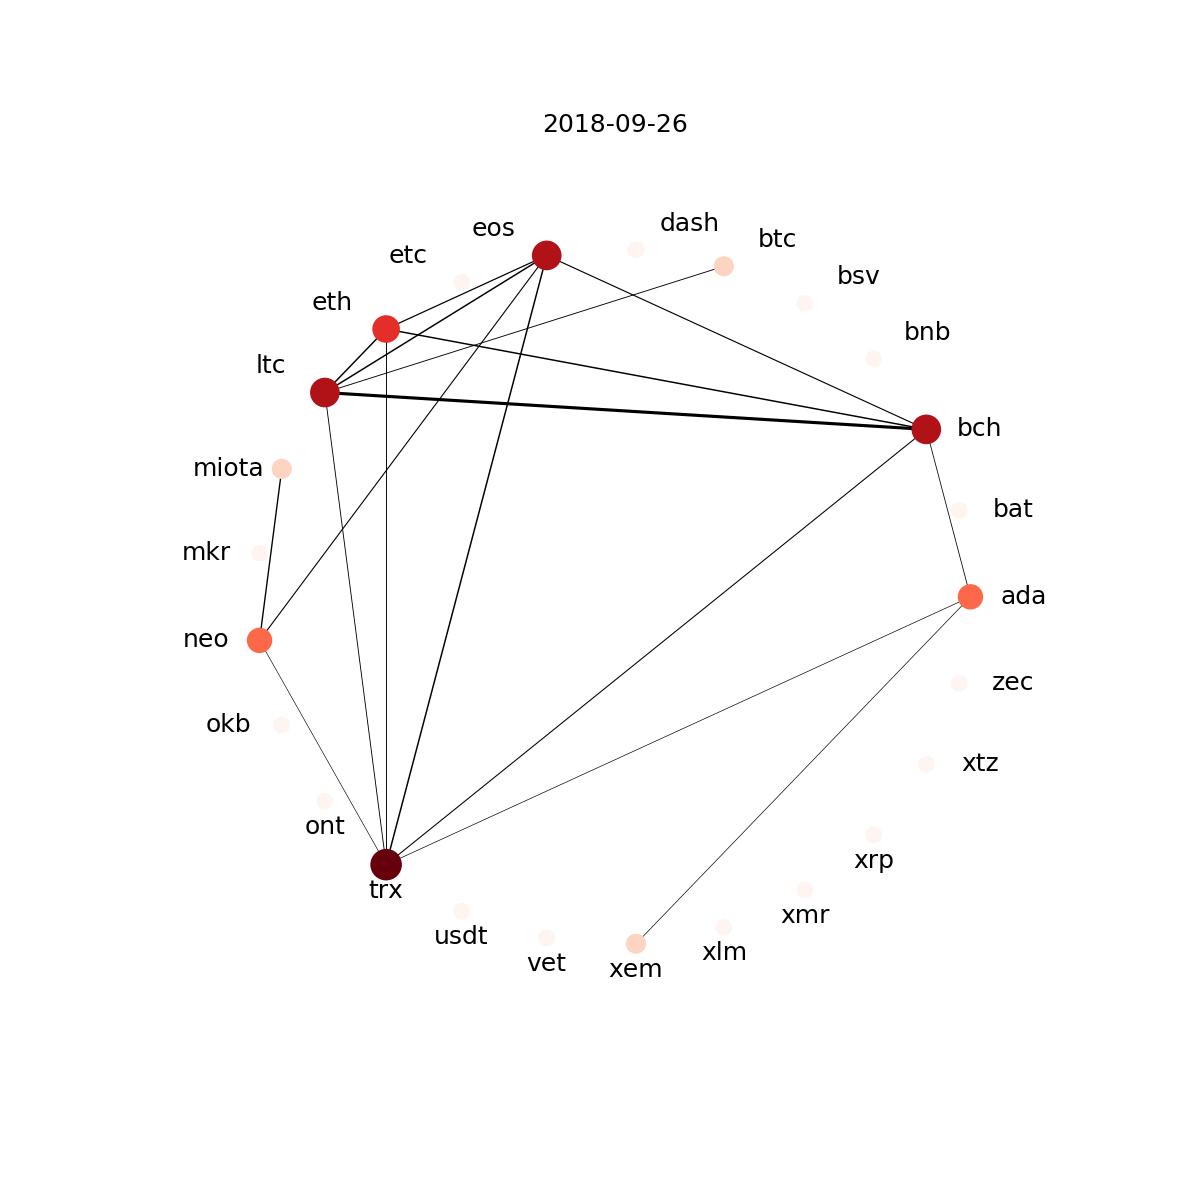 2018-09-26
dash
eos
btc
etc
bsv
eth
bnb
ltc
bch
miota
bat
mkr
ada
neo
zec
okb
xtz
ont
xrp
trx
xmr
usdt
xlm
vet
xem